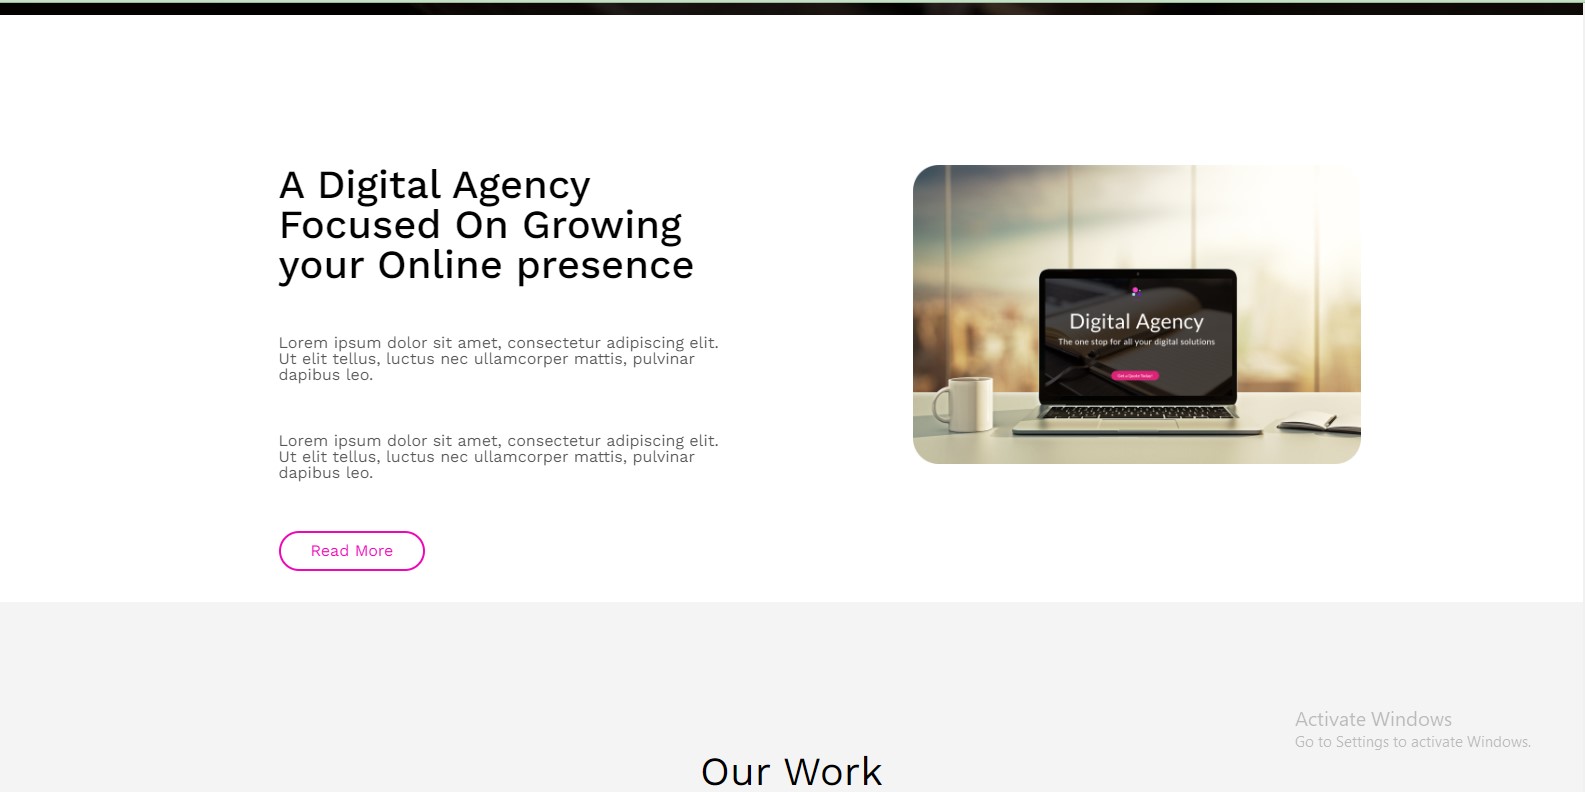 A Digital Agency
Focused On Growing
your Online presence
Lorem ipsum dolor sit amet, consectetur adipiscing elit.
Ut elit tellus, luctus nec ullamcorper mattis, pulvinar
dapibus leo.
Lorem ipsum dolor sit amet, consectetur adipiscing elit.
Ut elit tellus, luctus nec ullamcorper mattis, pulvinar
dapibus leo.
Read More
Digital Agency
The one stop for all your digital solutions
Get a Quote Today!
Activate Windows
Go to Settings to activate Windows.
Our Work